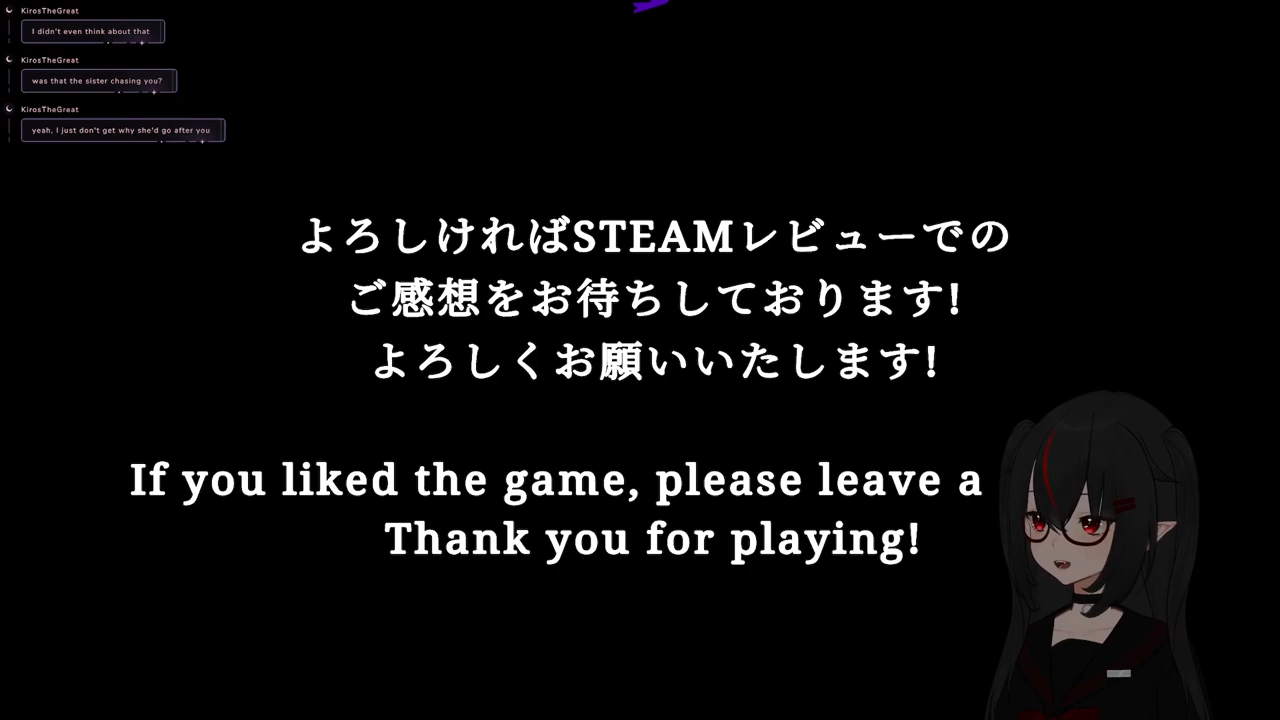 KirosTheGreat
I didn't even think about that
KirosTheGreat
was that the sister chasing you?
KirosTheGreat
yeah, I just don't get why she'd go after you
よろしければSTEAMレビューでの
ご感想をお待ちしております!
よろしくお願いいたします!
If you liked the game, please leave a
Thank you for playing!